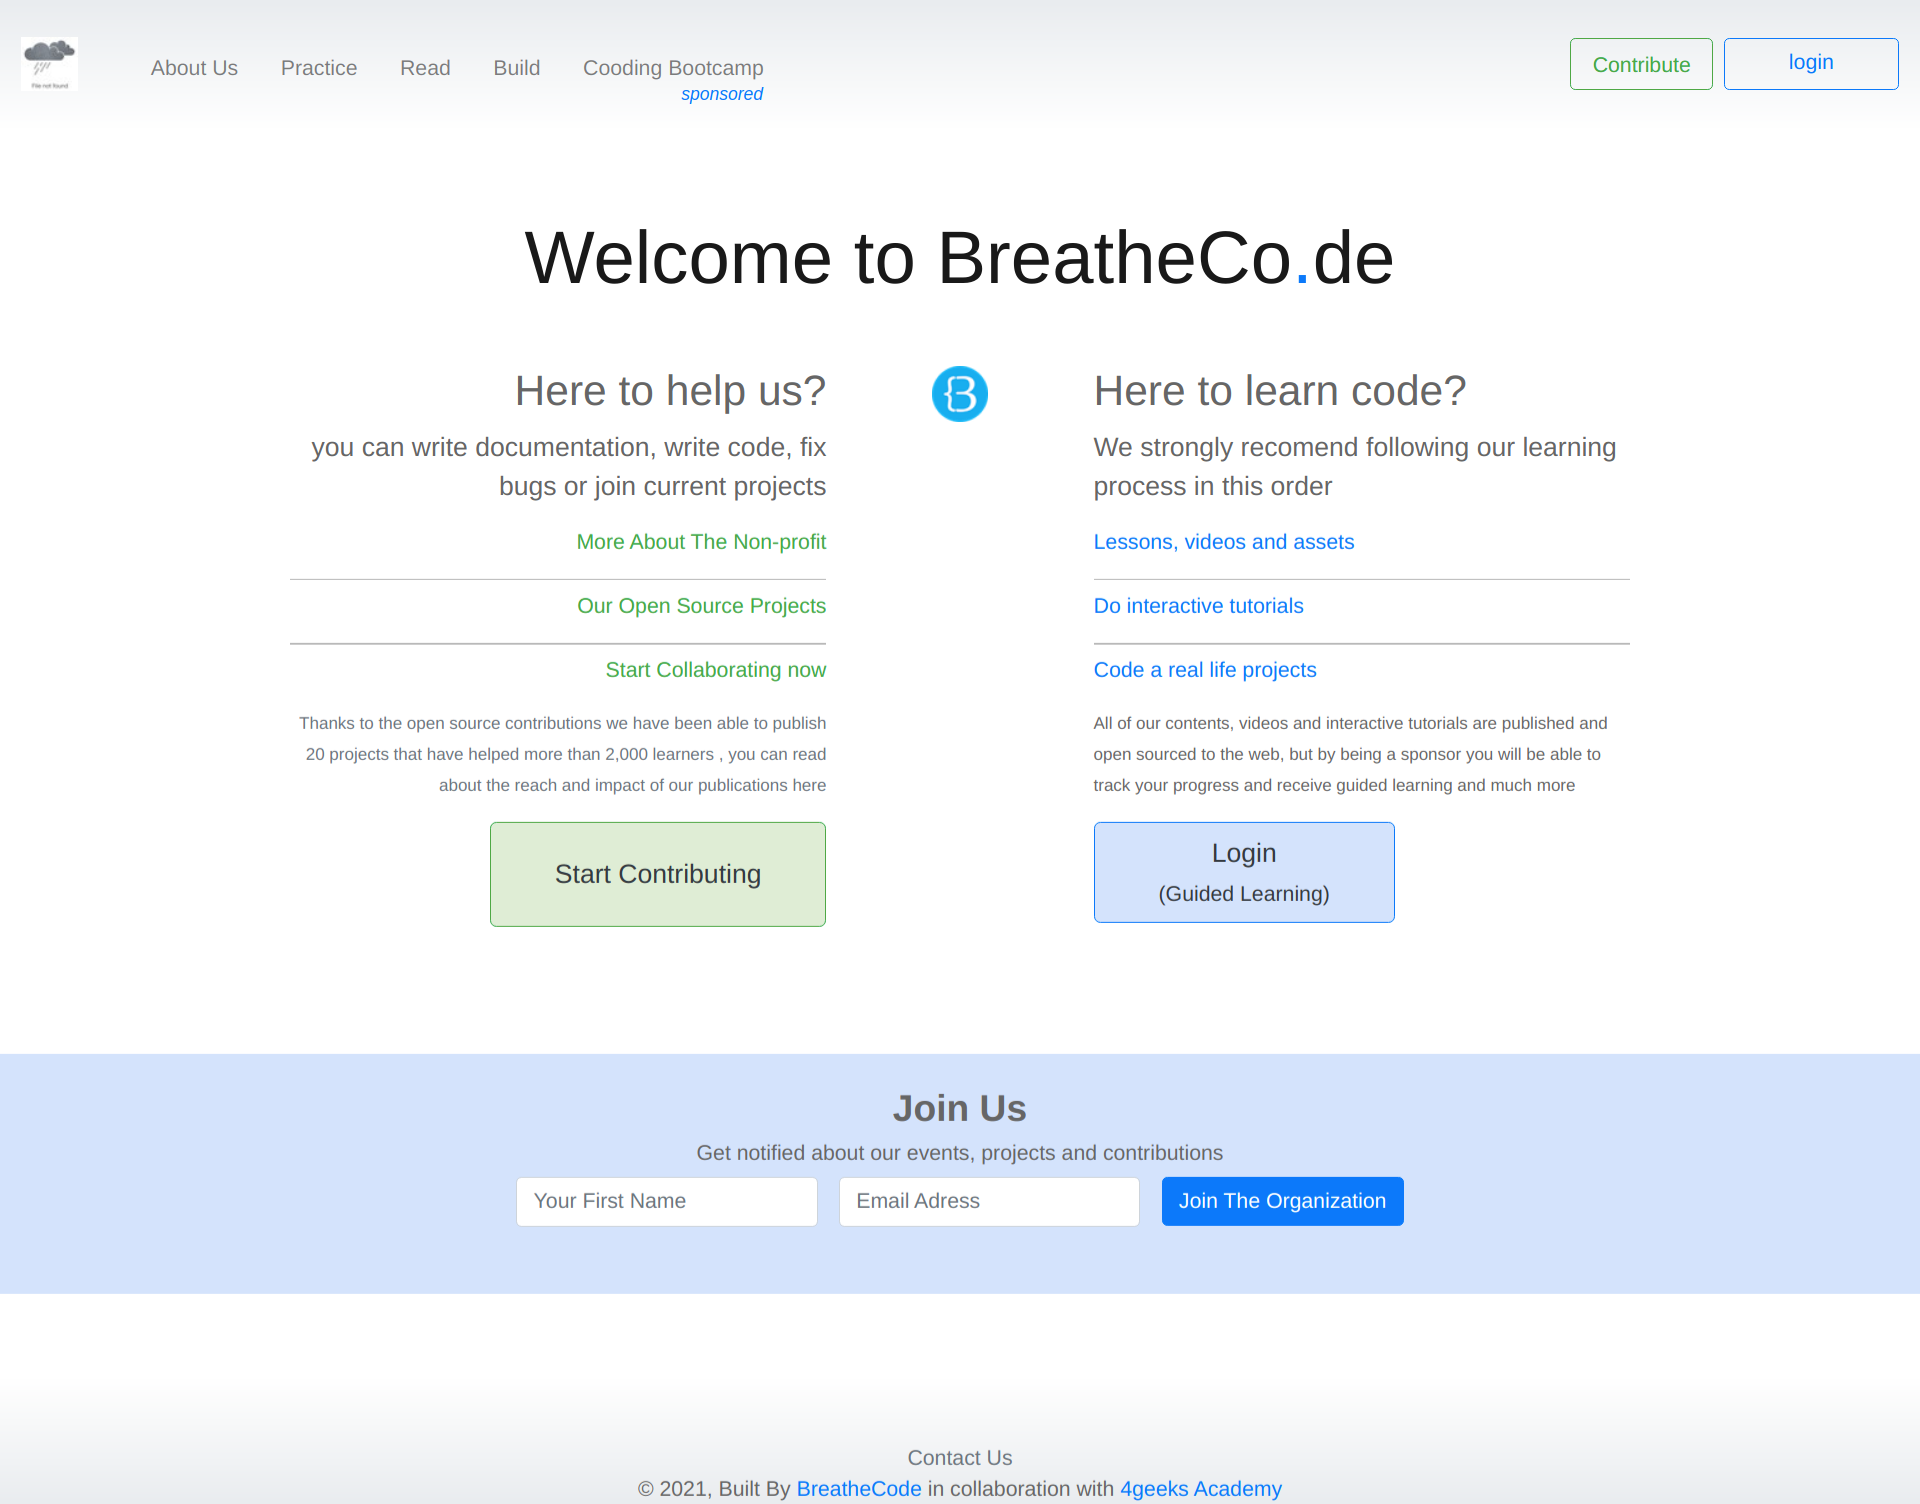 File not found
About Us Practice Read Build Cooding Bootcamp
sponsored
Contribute login
Welcome to BreatheCo.de
Here to help us?
you can write documentation, write code, fix
bugs or join current projects
More About The Non-profit
Our Open Source Projects
Start Collaborating now
Thanks to the open source contributions we have been able to publish
20 projects that have helped more than 2,000 learners , you can read
about the reach and impact of our publications here
Start Contributing
B
Here to learn code?
We strongly recomend following our learning
process in this order
Lessons, videos and assets
Do interactive tutorials
Code a real life projects
All of our contents, videos and interactive tutorials are published and
open sourced to the web, but by being a sponsor you will be able to
track your progress and receive guided learning and much more
Login
(Guided Learning)
Join Us
Get notified about our events, projects and contributions
Your First Name Email Adress Join The Organization
Contact Us
© 2021, Built By BreatheCode in collaboration with 4geeks Academy